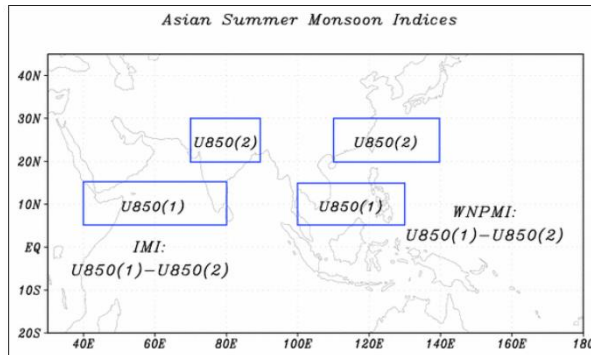 Asian Summer Monsoon Indices
40N
30N
U850(2) U850(2)
20N
10N
U850(1) U850(1)
WNPMI:
U850(1)-U850(2)
EQ
IMI:
U850(1)-U850(2)
10S
20S
40E 60E 80E 100E 120E 140E 160E 180